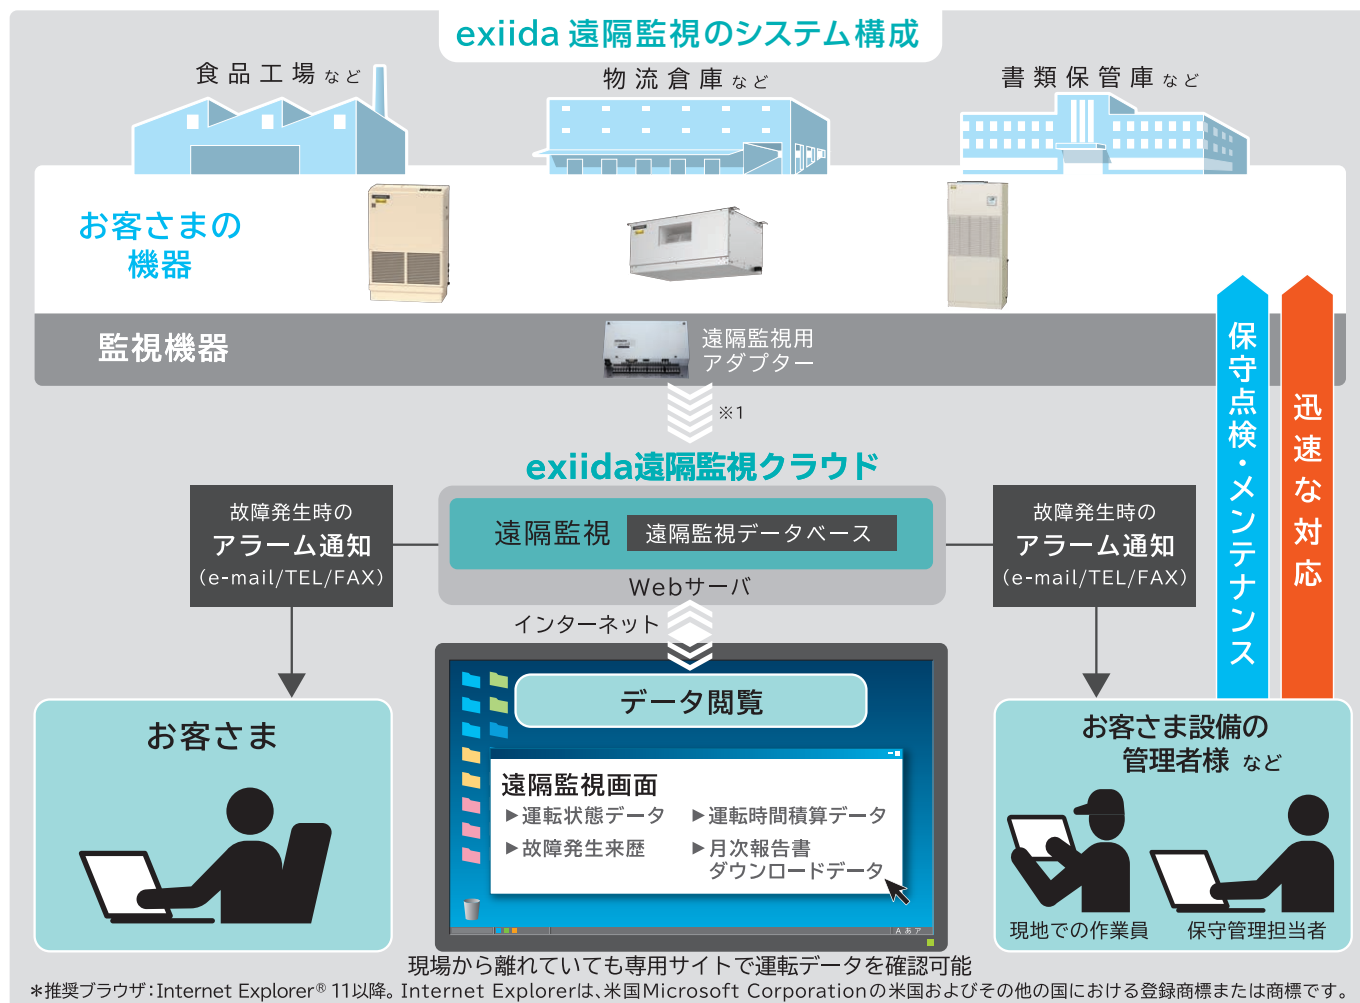 exiida 遠隔監視のシステム構成
食品工場 など
物流倉庫 など
書類保管庫 など
お客さまの
機器
監視機器
遠隔監視用
アダプター
※1
保守点検・メンテナンス
迅速な対応
exiida遠隔監視クラウド
故障発生時の
アラーム通知
(e-mail/TEL/FAX)
遠隔監視
遠隔監視データベース
Webサーバ
故障発生時の
アラーム通知
(e-mail/TEL/FAX)
インターネット
お客さま
データ閲覧
遠隔監視画面
▶運転状態データ
▶運転時間積算データ
▶故障発生来歴
▶月次報告書
ダウンロードデータ
A あ ア
お客さま設備の
管理者様 など
現地での作業員
保守管理担当者
現場から離れていても専用サイトで運転データを確認可能
*推奨ブラウザ:Internet Explorer® 11以降。Internet Explorerは、米国Microsoft Corporationの米国およびその他の国における登録商標または商標です。